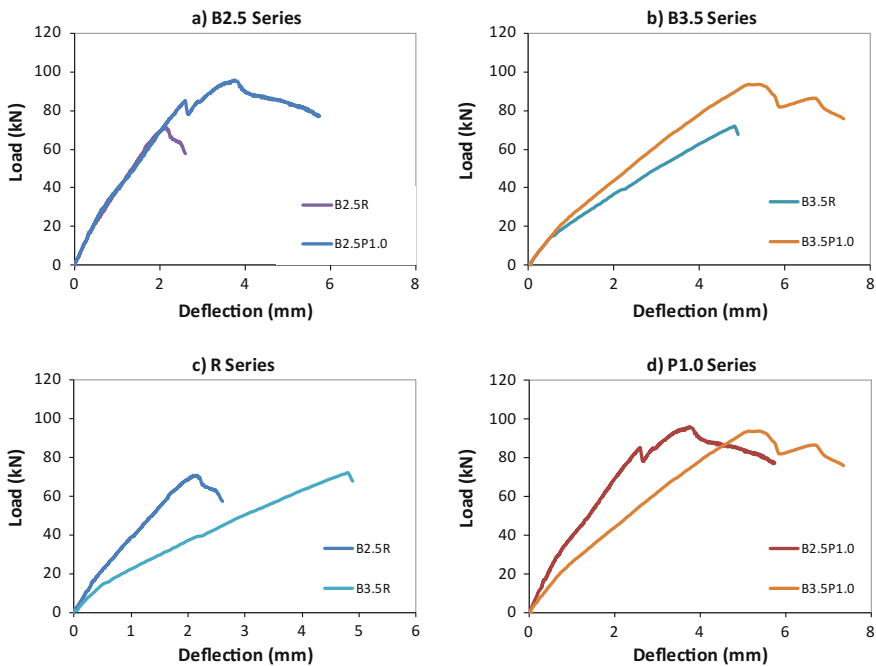 a) B2.5 Series
120
100
80
60
40
20
0
Load (kN)
B2.5R
B2.5P1.0
0 2 4 6 8
Deflection (mm)
b) B3.5 Series
120
100
80
60
40
20
0
Load (kN)
B3.5R
B3.5P1.0
0 2 4 6 8
Deflection (mm)
c) R Series
120
100
80
60
40
20
0
Load (kN)
B2.5R
B3.5R
0 1 2 3 4 5 6
Deflection (mm)
d) P1.0 Series
120
100
80
60
40
20
0
Load (kN)
B2.5P1.0
B3.5P1.0
0 2 4 6 8
Deflection (mm)